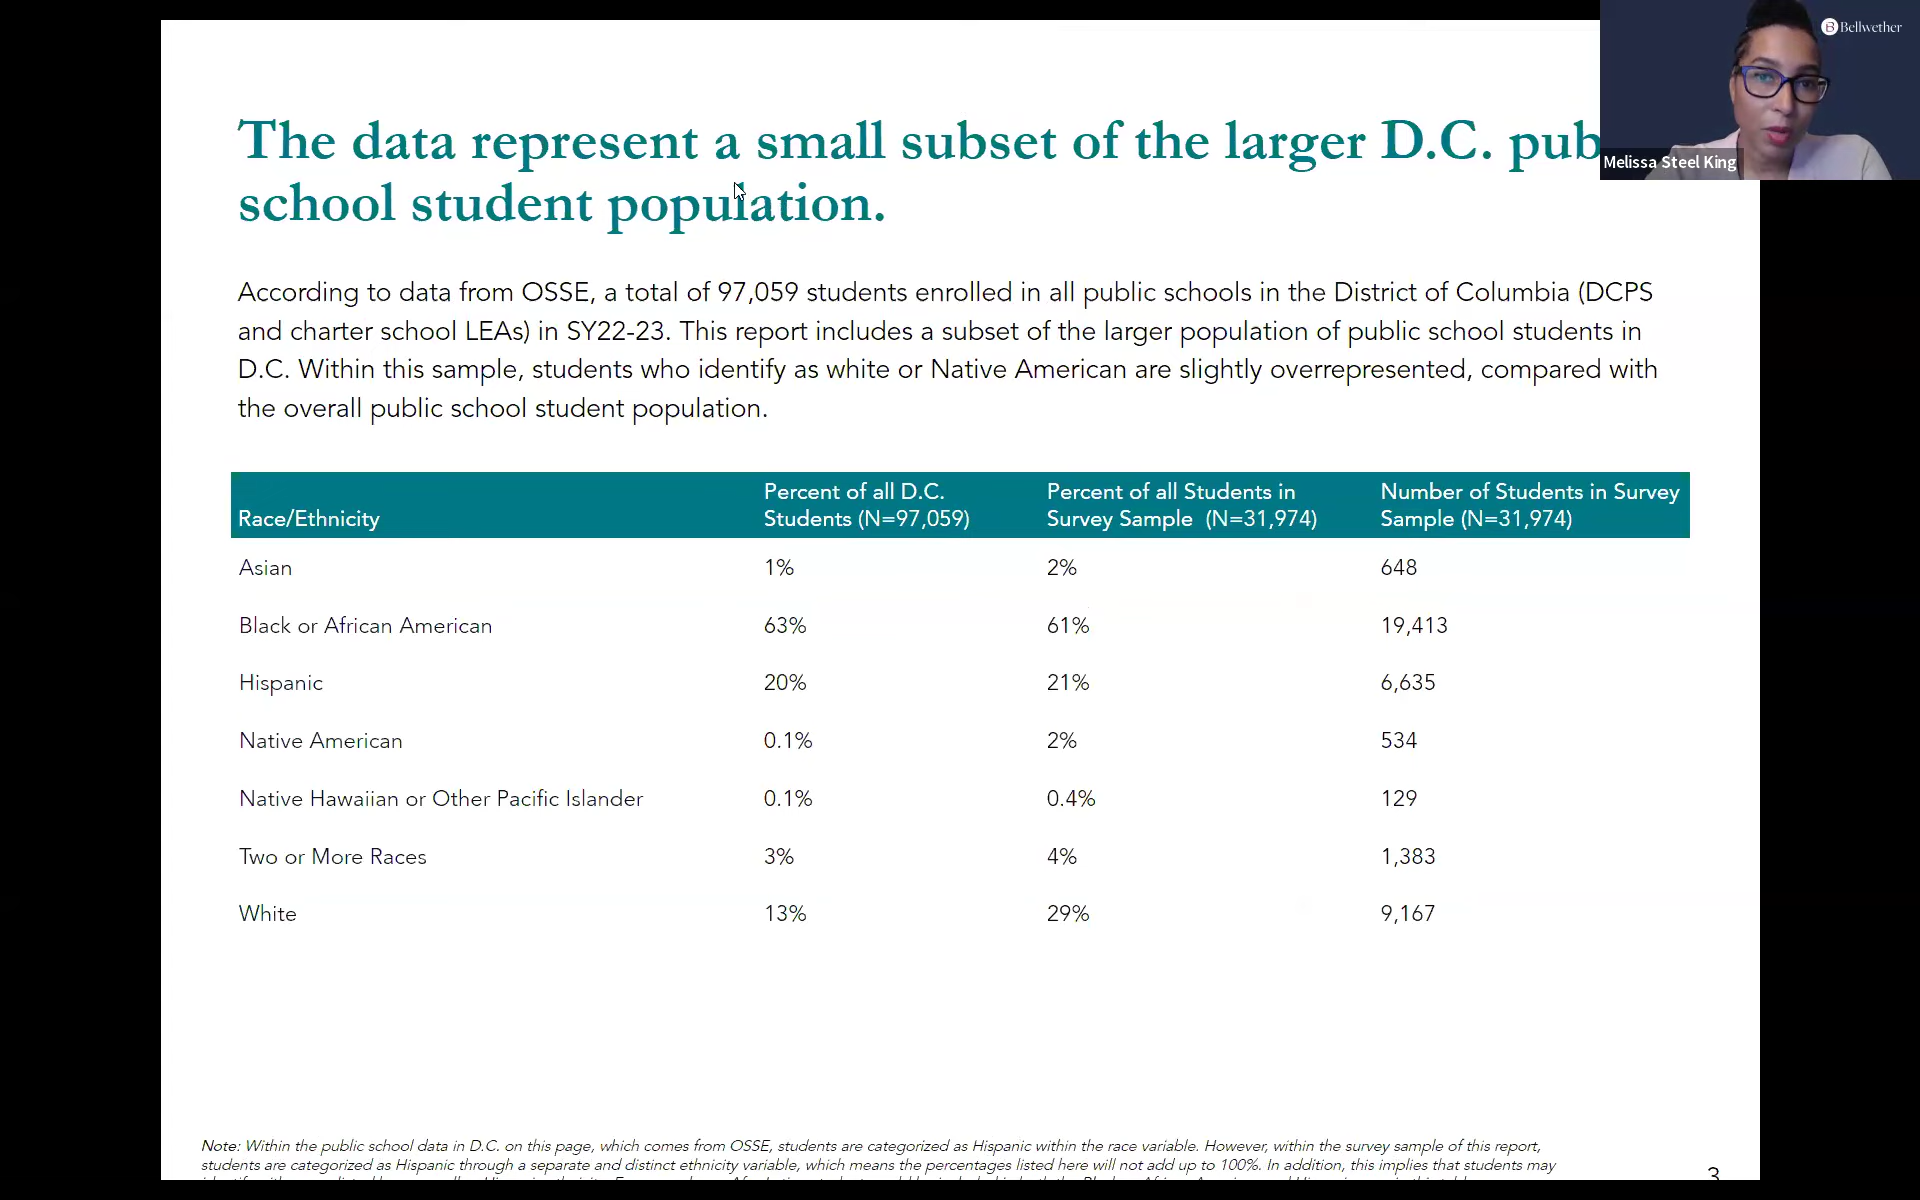 Bellwether
Melissa Steel King
The data represent a small subset of the larger D.C. pub
school student population.
According to data from OSSE, a total of 97,059 students enrolled in all public schools in the District of Columbia (DCPS
and charter school LEAs) in SY22-23. This report includes a subset of the larger population of public school students in
D.C. Within this sample, students who identify as white or Native American are slightly overrepresented, compared with
the overall public school student population.
Race/Ethnicity Percent of all D.C. Students (N=97,059) Percent of all Students in Survey Sample (N=31,974) Number of Students in Survey Sample (N=31,974)
Asian 1% 2% 648
Black or African American 63% 61% 19,413
Hispanic 20% 21% 6,635
Native American 0.1% 2% 534
Native Hawaiian or Other Pacific Islander 0.1% 0.4% 129
Two or More Races 3% 4% 1,383
White 13% 29% 9,167
Note: Within the public school data in D.C. on this page, which comes from OSSE, students are categorized as Hispanic within the race variable. However, within the survey sample of this report,
students are categorized as Hispanic through a separate and distinct ethnicity variable, which means the percentages listed here will not add up to 100%. In addition, this implies that students may
3